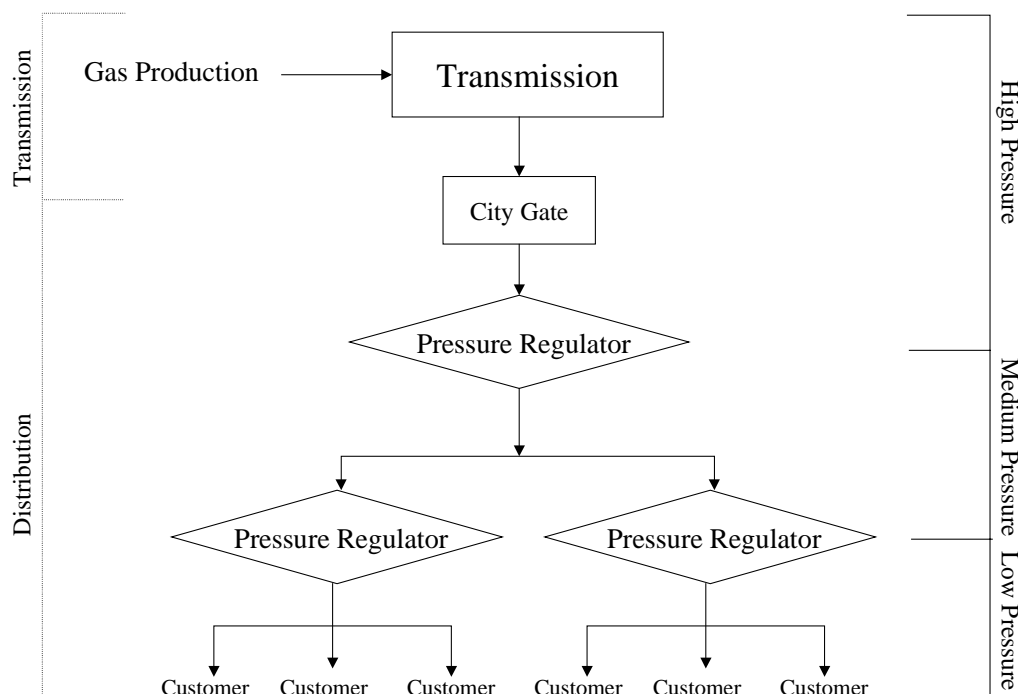 Transmission
Gas Production
Transmission
High Pressure
City Gate
Pressure Regulator
Medium Pressure
Distribution
Pressure Regulator
Pressure Regulator
Low Pressure
Customer
Customer
Customer
Customer
Customer
Customer